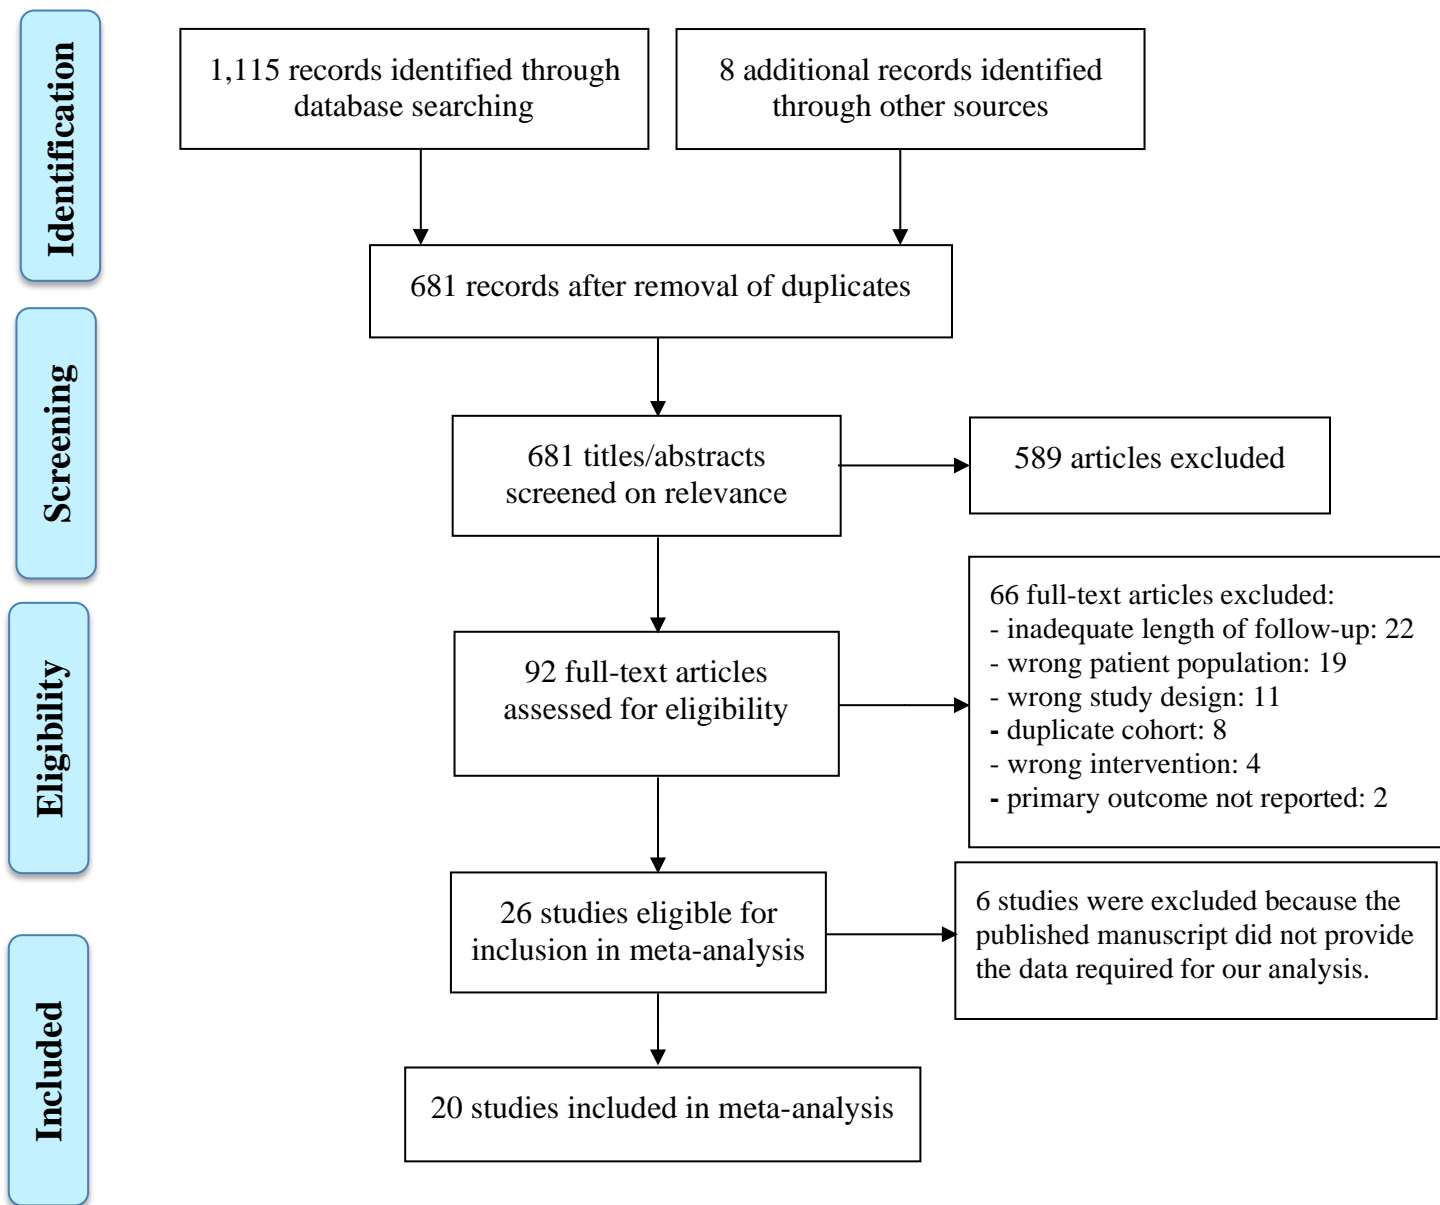 Identification
1,115 records identified through
database searching
8 additional records identified
through other sources
681 records after removal of duplicates
Screening
681 titles/abstracts
screened on relevance
589 articles excluded
Eligibility
92 full-text articles
assessed for eligibility
66 full-text articles excluded:
- inadequate length of follow-up: 22
- wrong patient population: 19
- wrong study design: 11
- duplicate cohort: 8
- wrong intervention: 4
- primary outcome not reported: 2
26 studies eligible for
inclusion in meta-analysis
6 studies were excluded because the
published manuscript did not provide
the data required for our analysis.
Included
20 studies included in meta-analysis